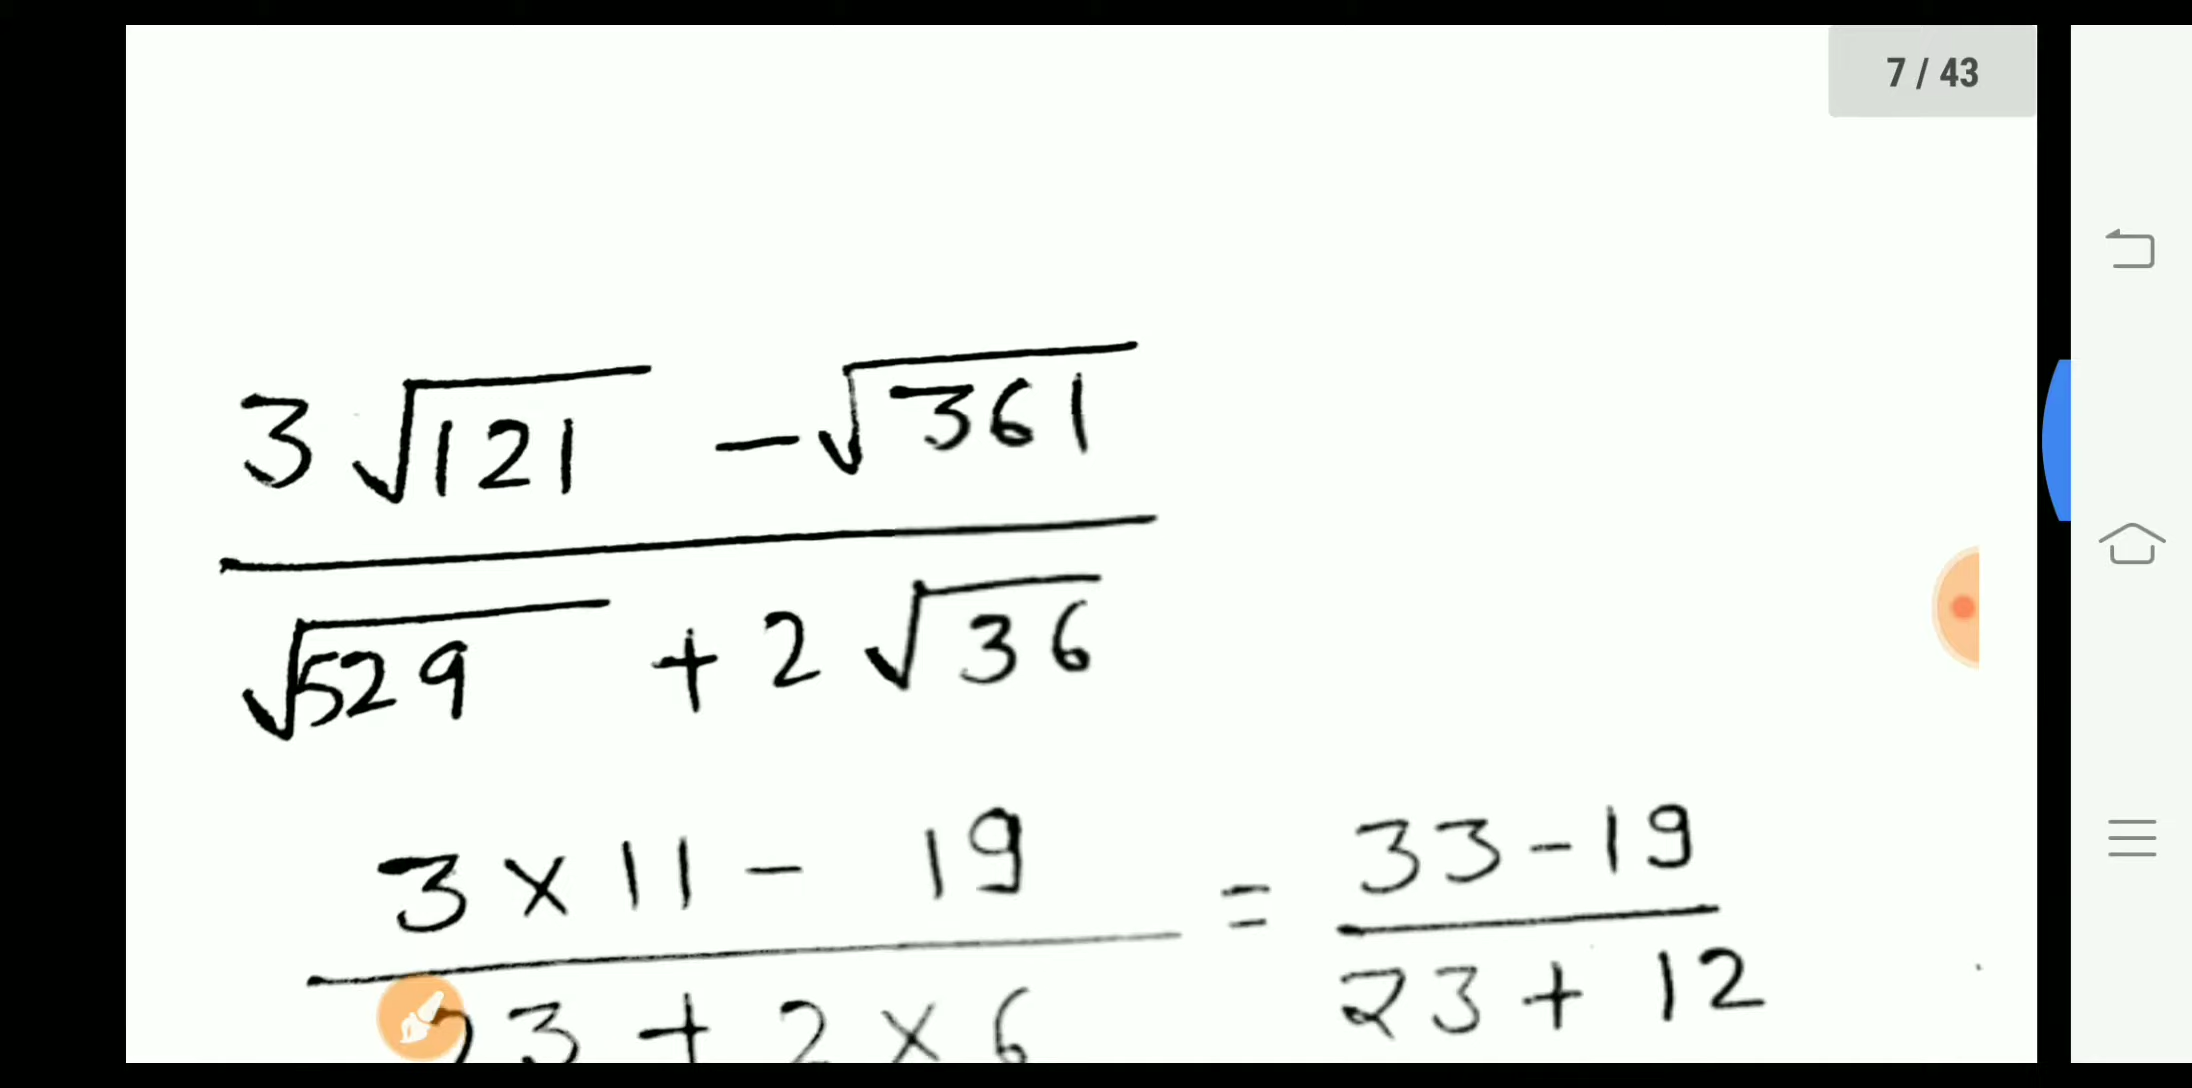 7 / 43
3√121 - √361
√529 + 2√36
3 × 11 - 19 = 33 - 19
23 + 2 × 6 23 + 12